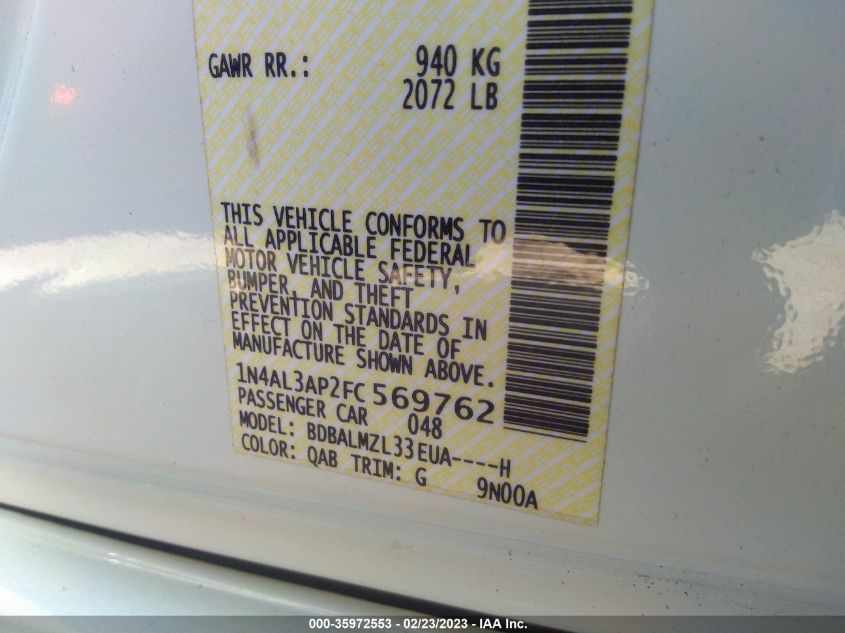 GAWR RR.: 940 KG
2072 LB
THIS VEHICLE CONFORMS TO
ALL APPLICABLE FEDERAL
MOTOR VEHICLE SAFETY,
BUMPER, AND THEFT
PREVENTION STANDARDS IN
EFFECT ON THE DATE OF
MANUFACTURE SHOWN ABOVE.
1N4AL3AP2FC569762
PASSENGER CAR 048
MODEL: BDBALMZL33EUA----H
COLOR: QAB TRIM: G 9N00A
000-35972553 - 02/23/2023 - IAA Inc.